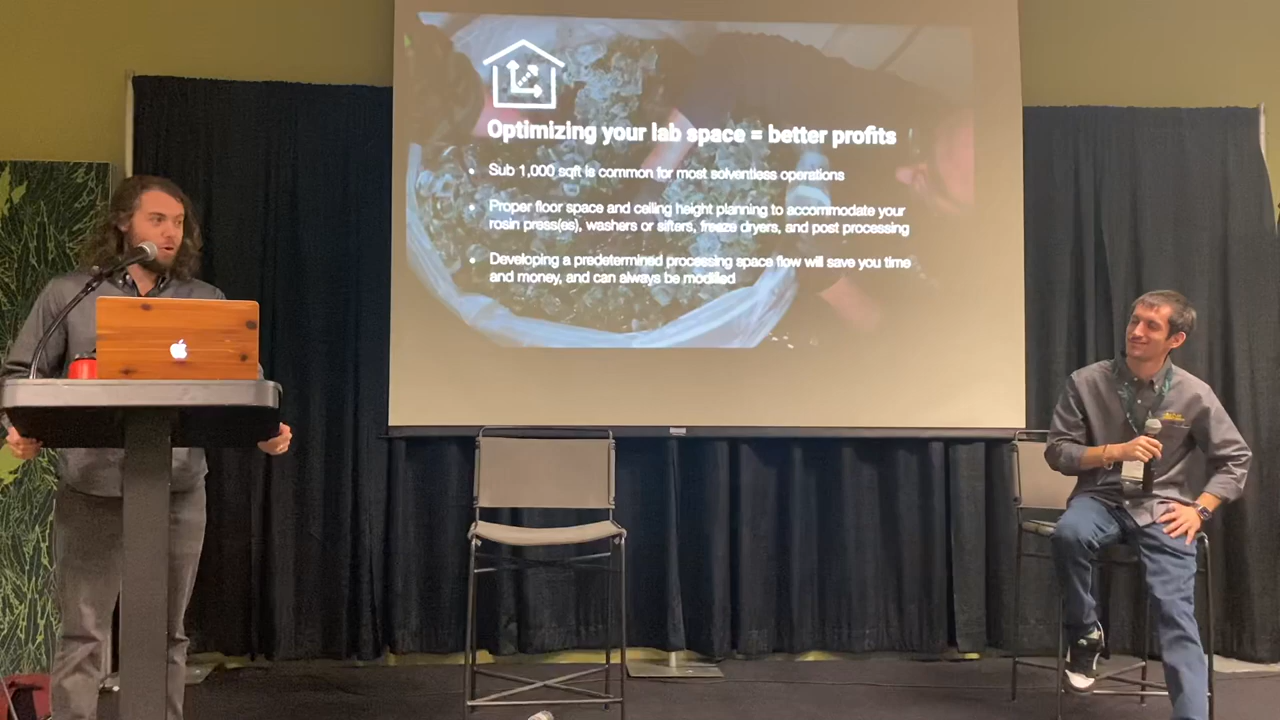 Optimizing your lab space = better profits
• Sub 1,000 sqft is common for most solventless operations
• Proper floor space and ceiling height planning to accommodate your
rosin press(es), washers or sifters, freeze dryers, and post processing
• Developing a predetermined processing space flow will save you time
and money, and can always be modified